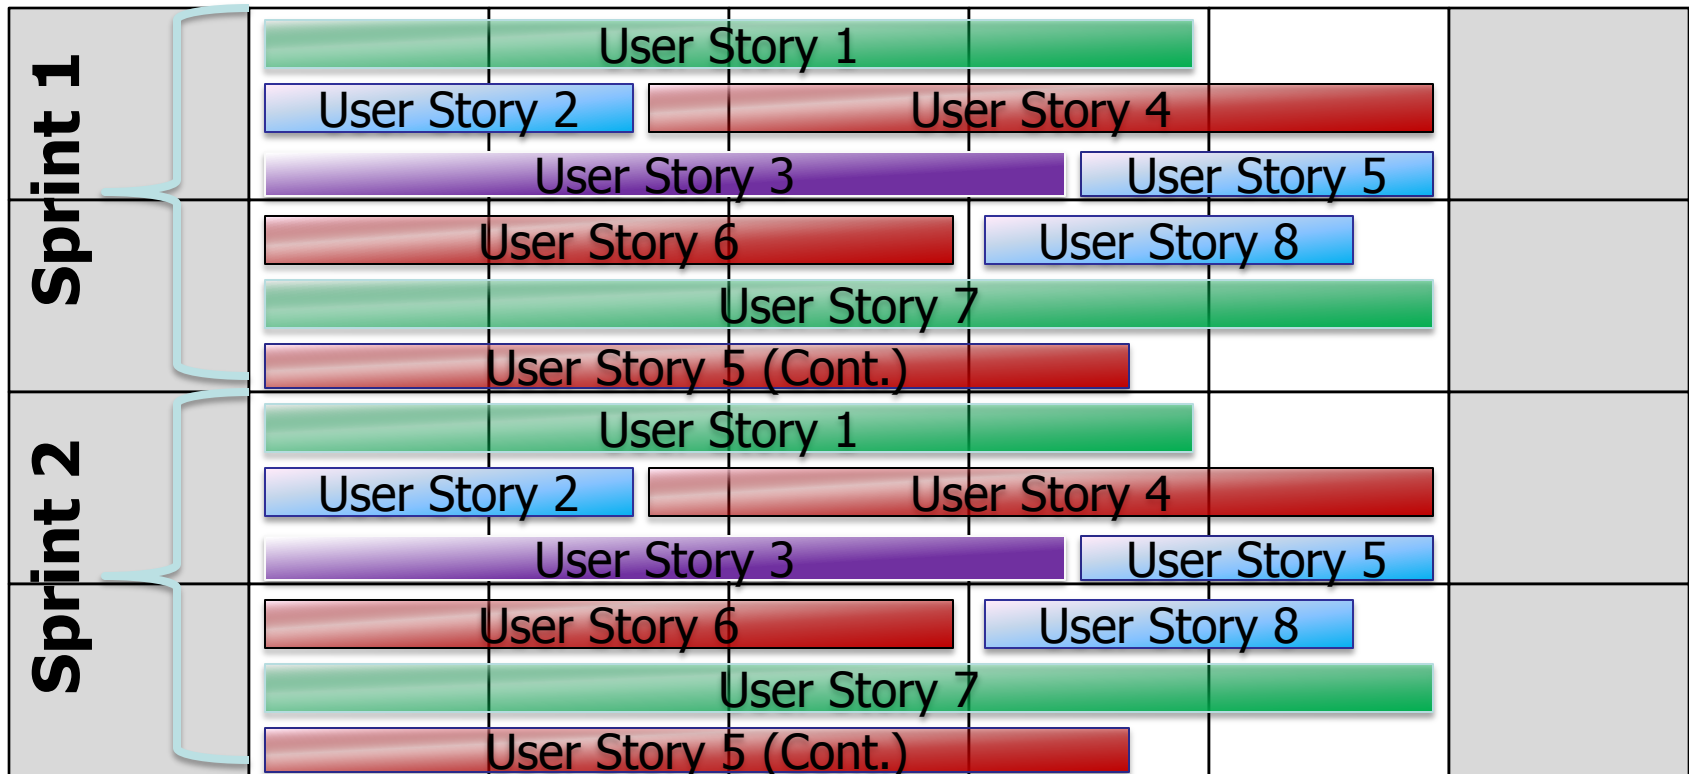 Sprint 1
User Story 1
User Story 2
User Story 4
User Story 3
User Story 5
User Story 6
User Story 8
User Story 7
User Story 5 (Cont.)
Sprint 2
User Story 1
User Story 2
User Story 4
User Story 3
User Story 5
User Story 6
User Story 8
User Story 7
User Story 5 (Cont.)